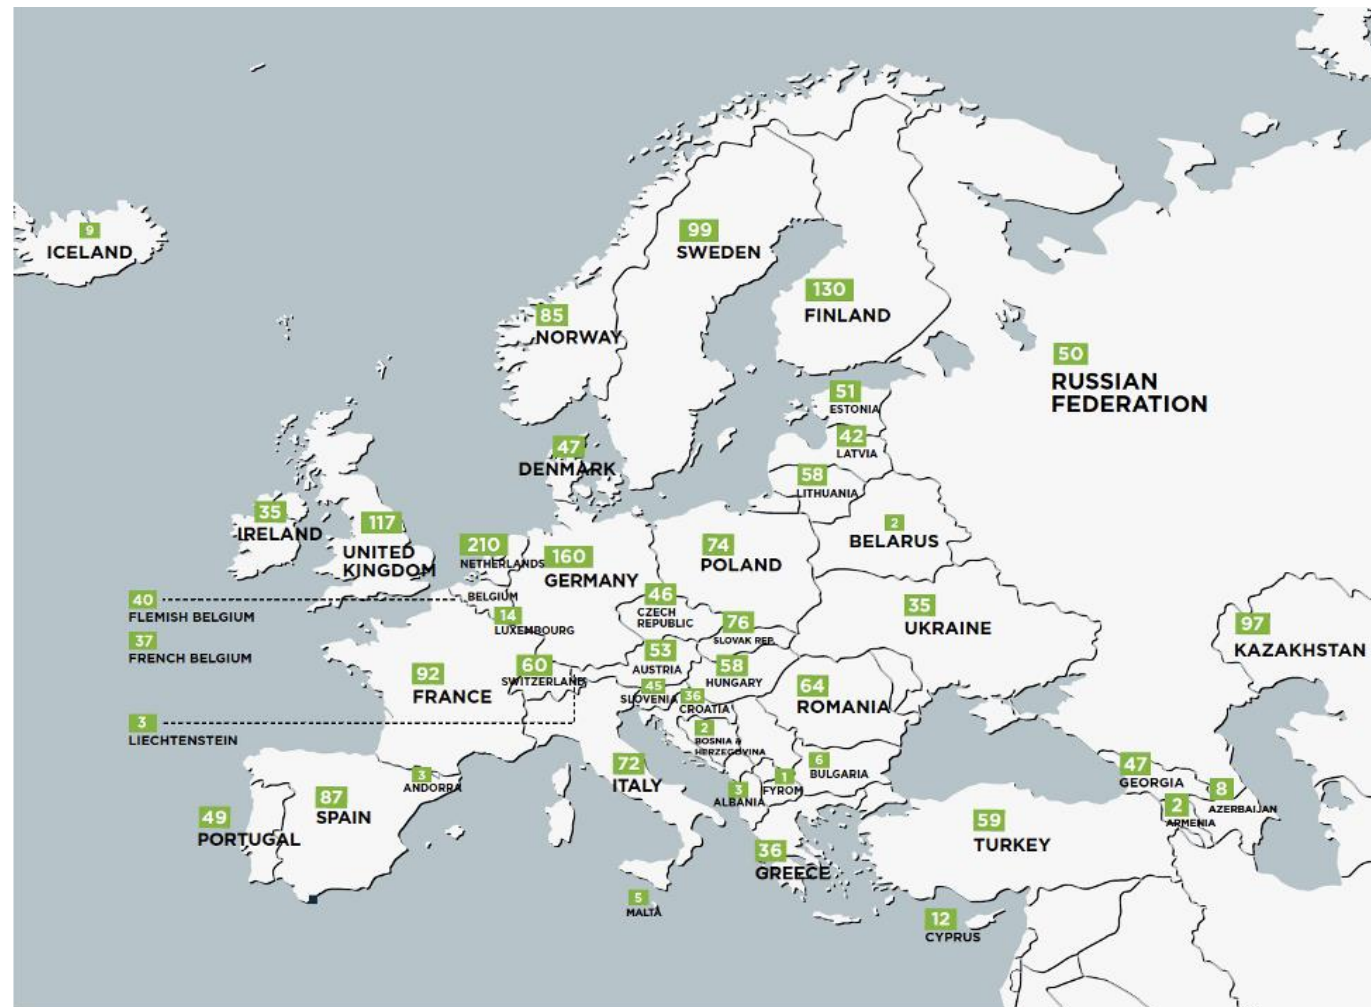 9
ICELAND
99
SWEDEN
130
FINLAND
85
NORWAY
50
RUSSIAN
FEDERATION
51
ESTONIA
42
LATVIA
47
DENMARK
58
LITHUANIA
35
IRELAND
117
UNITED
KINGDOM
2
BELARUS
210
NETHERLANDS
160
GERMANY
74
POLAND
BELGIUM
40
FLEMISH BELGIUM
37
FRENCH BELGIUM
14
LUXEMBOURG
46
CZECH
REPUBLIC
76
SLOVAK REP.
35
UKRAINE
97
KAZAKHSTAN
53
AUSTRIA
92
FRANCE
60
SWITZERLAND
58
HUNGARY
45
SLOVENIA
36
CROATIA
64
ROMANIA
3
LIECHTENSTEIN
2
BOSNIA &
HERZEGOVINA
3
ANDORRA
72
ITALY
3
ALBANIA
1
FYROM
6
BULGARIA
47
GEORGIA
8
AZERBAIJAN
2
ARMENIA
49
PORTUGAL
87
SPAIN
36
GREECE
59
TURKEY
5
MALTA
12
CYPRUS